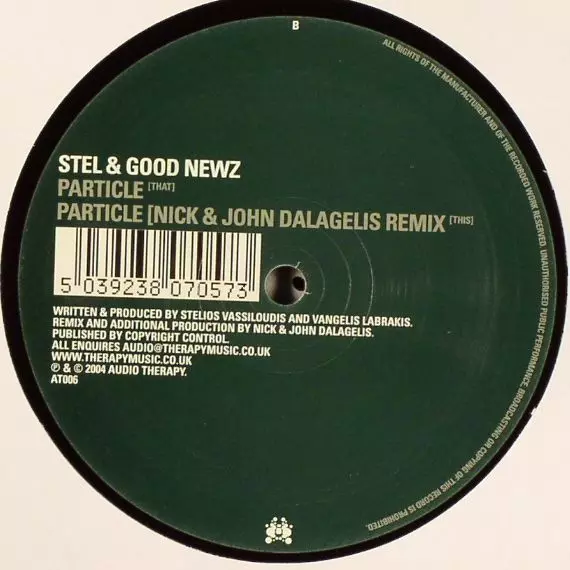 B
STEL & GOOD NEWZ
PARTICLE [THAT]
PARTICLE [NICK & JOHN DALAGELIS REMIX [THIS]
5 039238 070573
WRITTEN & PRODUCED BY STELIOS VASSILOUDIS AND VANGELIS LABRAKIS.
REMIX AND ADDITIONAL PRODUCTION BY NICK & JOHN DALAGELIS.
PUBLISHED BY COPYRIGHT CONTROL.
ALL ENQUIRES AUDIO@THERAPYMUSIC.CO.UK
WWW.THERAPYMUSIC.CO.UK
℗ & © 2004 AUDIO THERAPY.
AT006
ALL RIGHTS OF THE MANUFACTURER AND OF THE RECORDED WORK RESERVED. UNAUTHORISED PUBLIC PERFORMANCE, BROADCASTING OR COPYING OF THIS RECORD IS PROHIBITED.